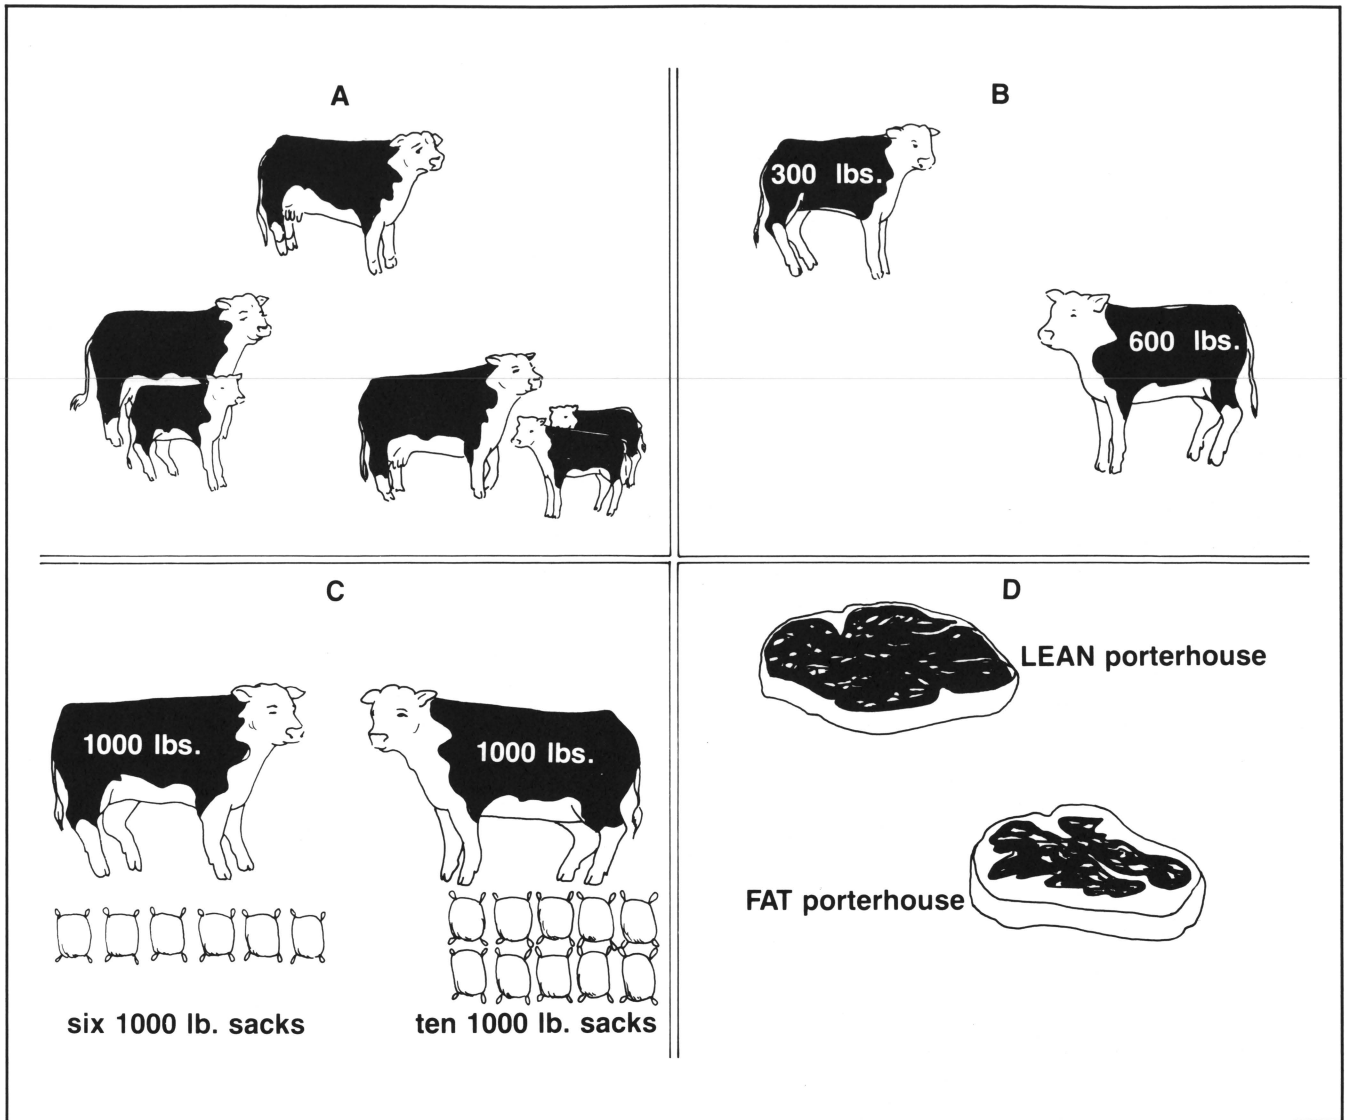 A
B
300 lbs.
600 lbs.
C
1000 lbs.
1000 lbs.
six 1000 lb. sacks
ten 1000 lb. sacks
D
LEAN porterhouse
FAT porterhouse